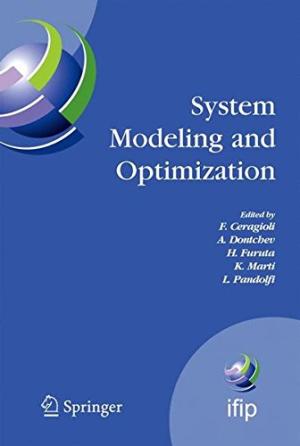 System
Modeling and
Optimization
Edited by
F. Ceragioli
A. Dontchev
H. Furuta
K. Marti
L. Pandolfi
Springer
ifip